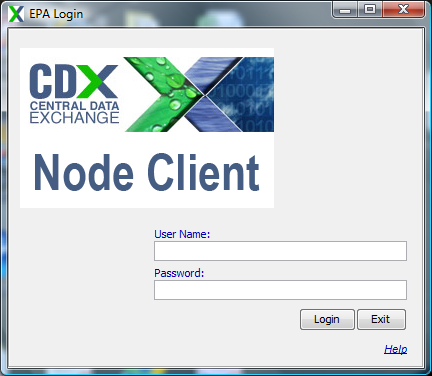 EPA Login
CDX
CENTRAL DATA
EXCHANGE
Node Client
User Name:
Password:
Login Exit
Help